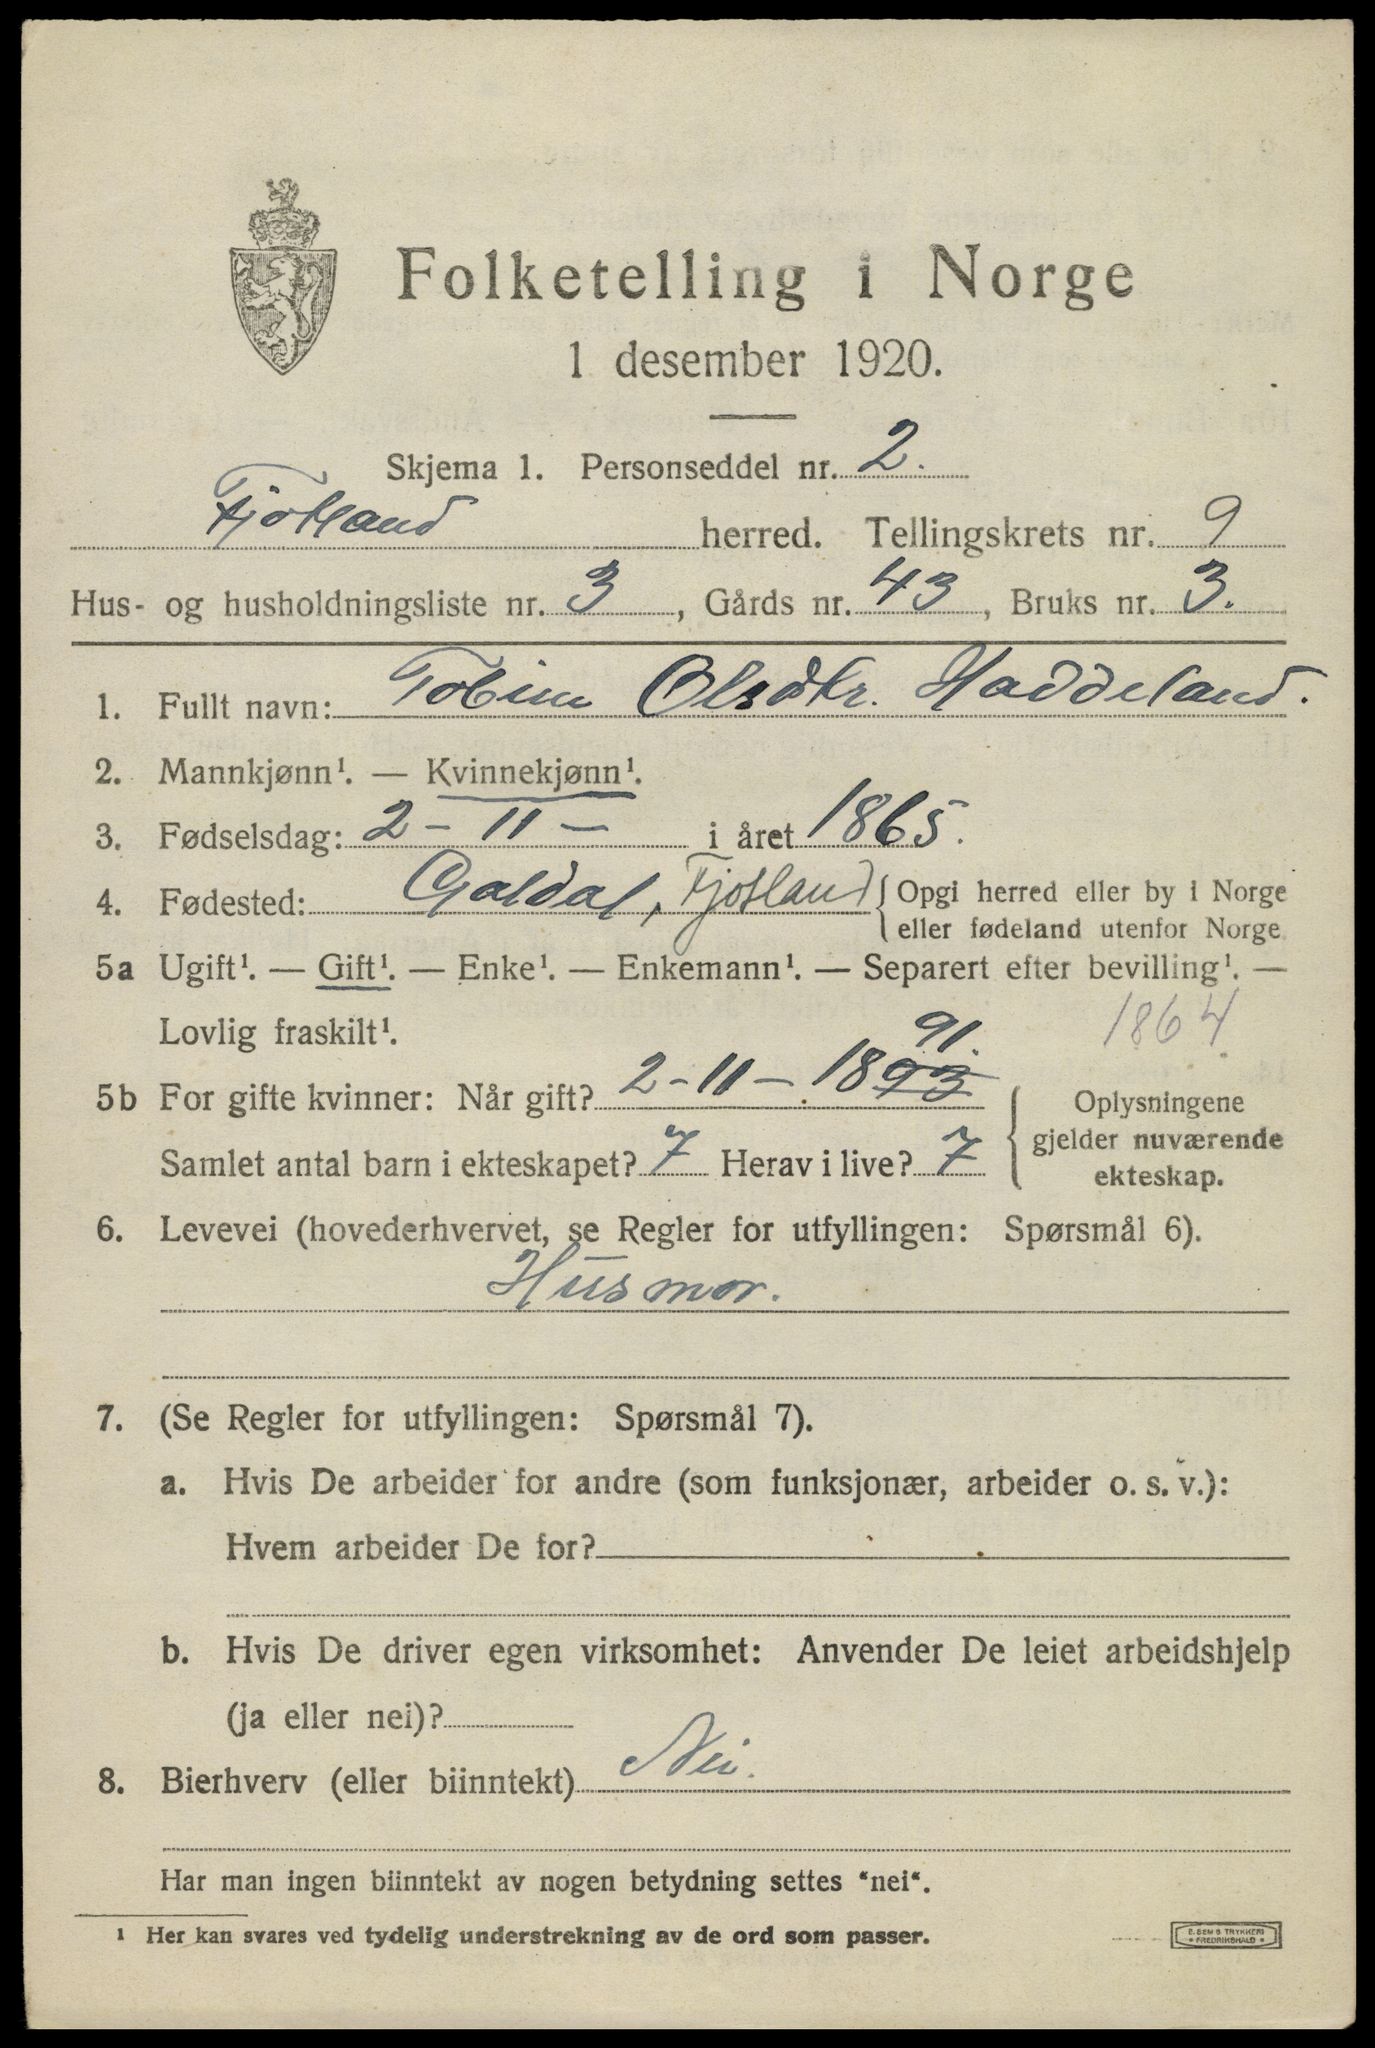 Folketelling i Norge
1 desember 1920.
Skjema 1. Personseddel nr. 2.
Fjotland herred. Tellingskrets nr. 9
Hus- og husholdningsliste nr. 3, Gårds nr. 43, Bruks nr. 3.
1. Fullt navn: Tobine Olsdtr. Haddeland.
2. Mannkjønn¹. — Kvinnekjønn¹.
3. Fødselsdag: 2 - 11 - i året 1865.
4. Fødested: Galdal, Fjotland { Opgi herred eller by i Norge
eller fødeland utenfor Norge
5a Ugift¹. — Gift¹. — Enke¹. — Enkemann¹. — Separert efter bevilling¹. —
Lovlig fraskilt¹. 1864
91.
5b For gifte kvinner: Når gift? 2-11-1893 { Oplysningene
gjelder nuværende
Samlet antal barn i ekteskapet? 7 Herav i live? 7
ekteskap.
6. Levevei (hovederhvervet, se Regler for utfyllingen: Spørsmål 6).
Husmor.
7. (Se Regler for utfyllingen: Spørsmål 7).
a. Hvis De arbeider for andre (som funksjonær, arbeider o. s. v.):
Hvem arbeider De for?
b. Hvis De driver egen virksomhet: Anvender De leiet arbeidshjelp
(ja eller nei)?
8. Bierhverv (eller biinntekt) Nei.
Har man ingen biinntekt av nogen betydning settes "nei".
¹ Her kan svares ved tydelig understrekning av de ord som passer.
E. SEM S TRYKKERI
FREDRIKSHALD